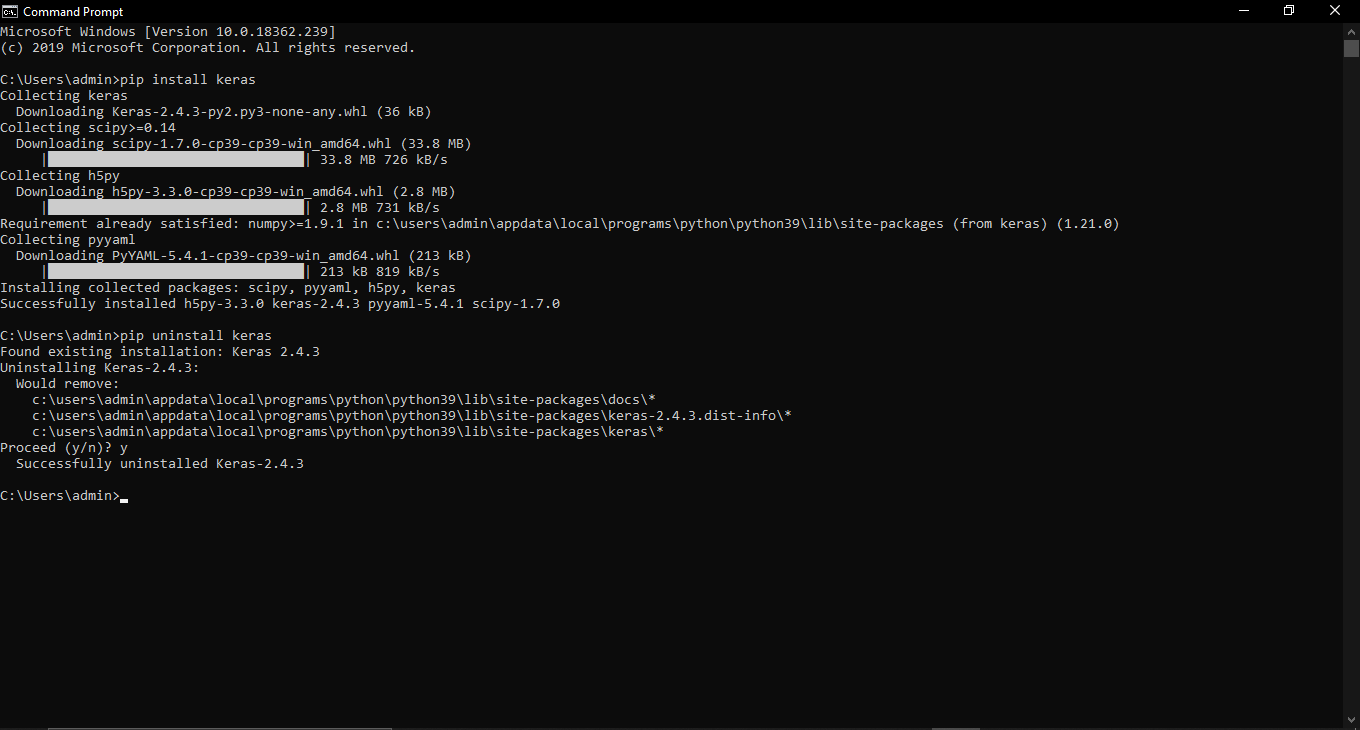 Command Prompt
Microsoft Windows [Version 10.0.18362.239]
(c) 2019 Microsoft Corporation. All rights reserved.
C:\Users\admin>pip install keras
Collecting keras
Downloading Keras-2.4.3-py2.py3-none-any.whl (36 kB)
Collecting scipy>=0.14
Downloading scipy-1.7.0-cp39-cp39-win_amd64.whl (33.8 MB)
| | 33.8 MB 726 kB/s
Collecting h5py
Downloading h5py-3.3.0-cp39-cp39-win_amd64.whl (2.8 MB)
| | 2.8 MB 731 kB/s
Requirement already satisfied: numpy>=1.9.1 in c:\users\admin\appdata\local\programs\python\python39\lib\site-packages (from keras) (1.21.0)
Collecting pyyaml
Downloading PyYAML-5.4.1-cp39-cp39-win_amd64.whl (213 kB)
| | 213 kB 819 kB/s
Installing collected packages: scipy, pyyaml, h5py, keras
Successfully installed h5py-3.3.0 keras-2.4.3 pyyaml-5.4.1 scipy-1.7.0
C:\Users\admin>pip uninstall keras
Found existing installation: Keras 2.4.3
Uninstalling Keras-2.4.3:
Would remove:
c:\users\admin\appdata\local\programs\python\python39\lib\site-packages\docs\*
c:\users\admin\appdata\local\programs\python\python39\lib\site-packages\keras-2.4.3.dist-info\*
c:\users\admin\appdata\local\programs\python\python39\lib\site-packages\keras\*
Proceed (y/n)? y
Successfully uninstalled Keras-2.4.3
C:\Users\admin>